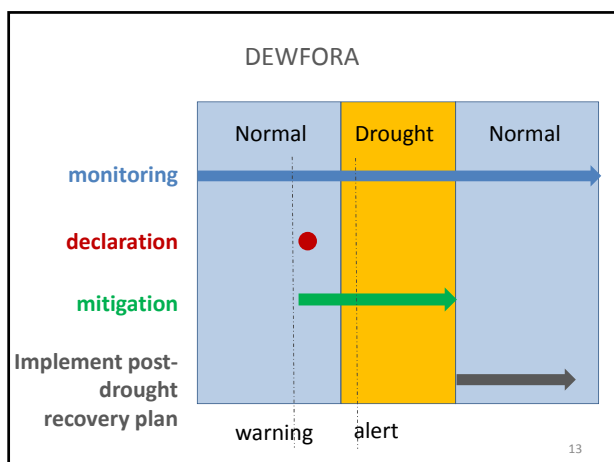 DEWFORA
Normal Drought Normal
monitoring
declaration
mitigation
Implement post-
drought
recovery plan
warning alert
13